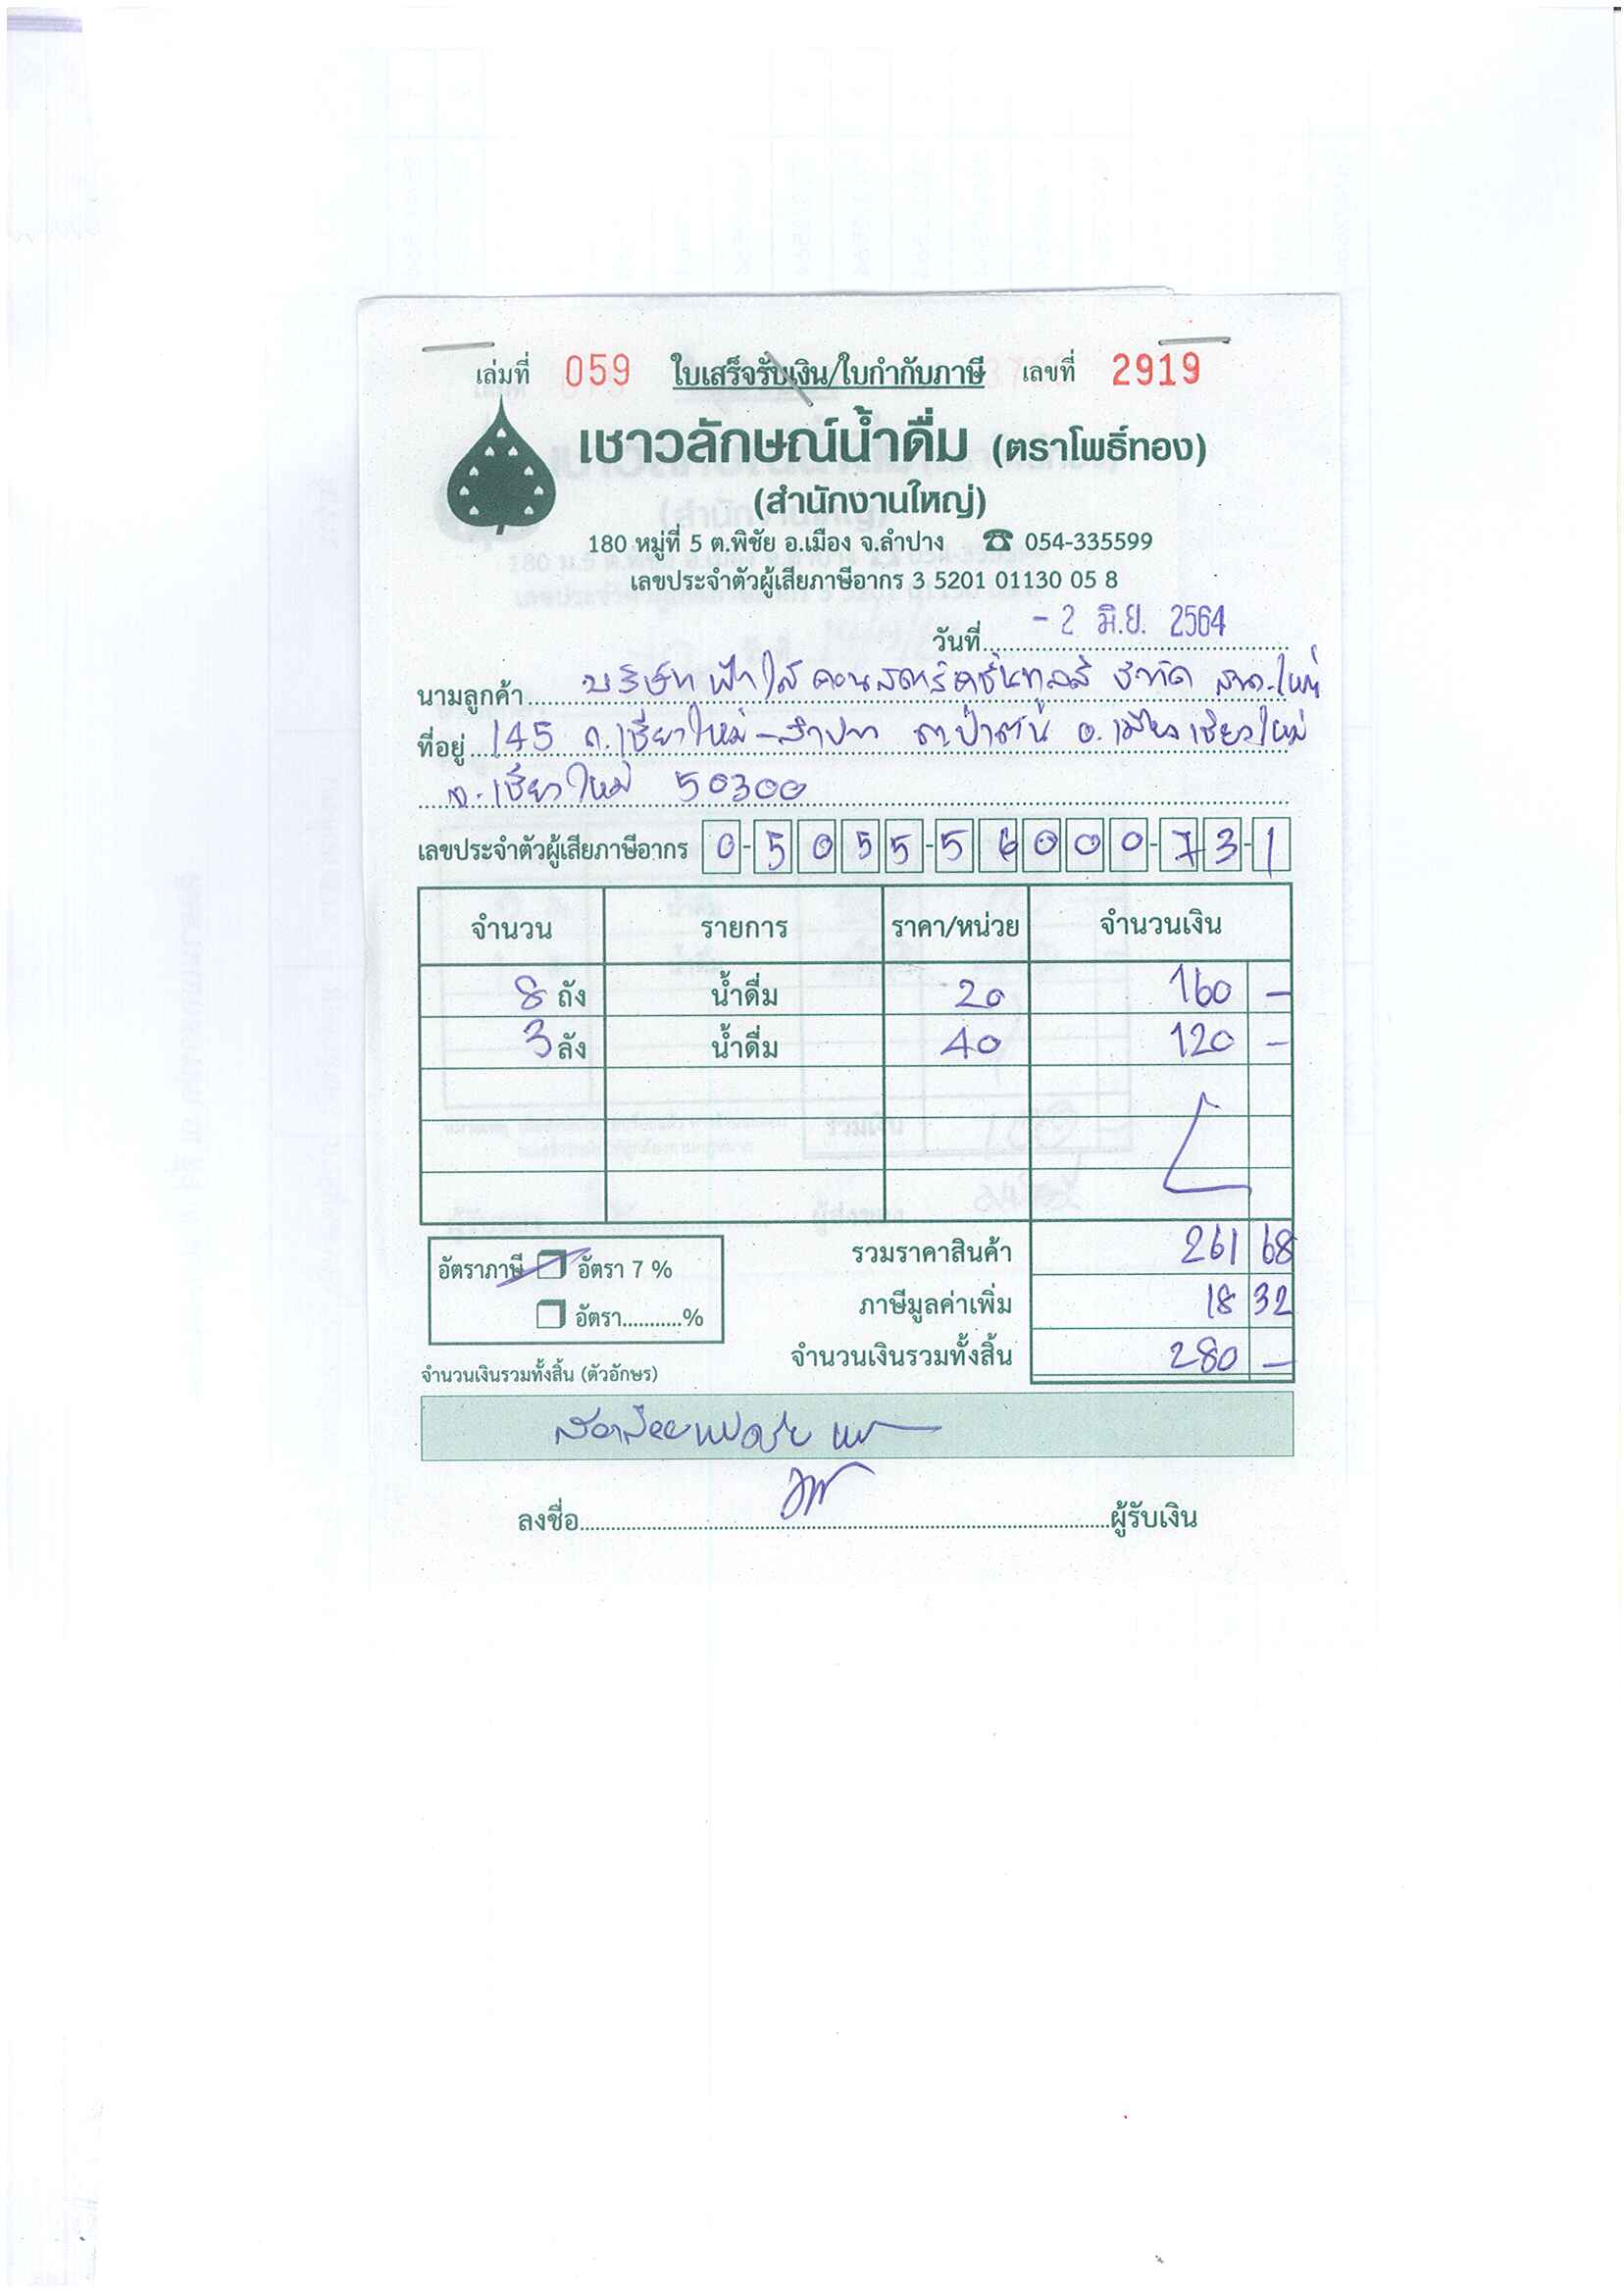 เล่มที่ 059 ใบเสร็จรับเงิน/ใบกำกับภาษี เลขที่ 2919
เชาวลักษณ์น้ำดื่ม (ตราโพธิ์ทอง)
(สำนักงานใหญ่)
180 หมู่ที่ 5 ต.พิชัย อ.เมือง จ.ลำปาง ☎ 054-335599
เลขประจำตัวผู้เสียภาษีอากร 3 5201 01130 05 8
วันที่ - 2 มิ.ย. 2564
นามลูกค้า บริษัท ฟ้าใส คอนสตารัคชั่นทูลส์ จำกัด สนง.ใหญ่
ที่อยู่ 145 ถ.เชียงใหม่-ลำปาง ต.ป่าตัน อ.เมืองเชียงใหม่
จ.เชียงใหม่ 50300
เลขประจำตัวผู้เสียภาษีอากร 0-5055-56000-73-1
จำนวน รายการ ราคา/หน่วย จำนวนเงิน
8 ถัง น้ำดื่ม 20 160 -
3 ลัง น้ำดื่ม 40 120 -
รวมราคาสินค้า 261 68
อัตราภาษี อัตรา 7 %
ภาษีมูลค่าเพิ่ม 18 32
อัตรา...........%
จำนวนเงินรวมทั้งสิ้น 280 -
จำนวนเงินรวมทั้งสิ้น (ตัวอักษร)
สองร้อยแปดสิบ
ลงชื่อ ผู้รับเงิน